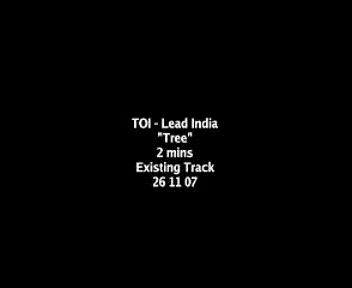 TOI - Lead India
"Tree"
2 mins
Existing Track
26 11 07